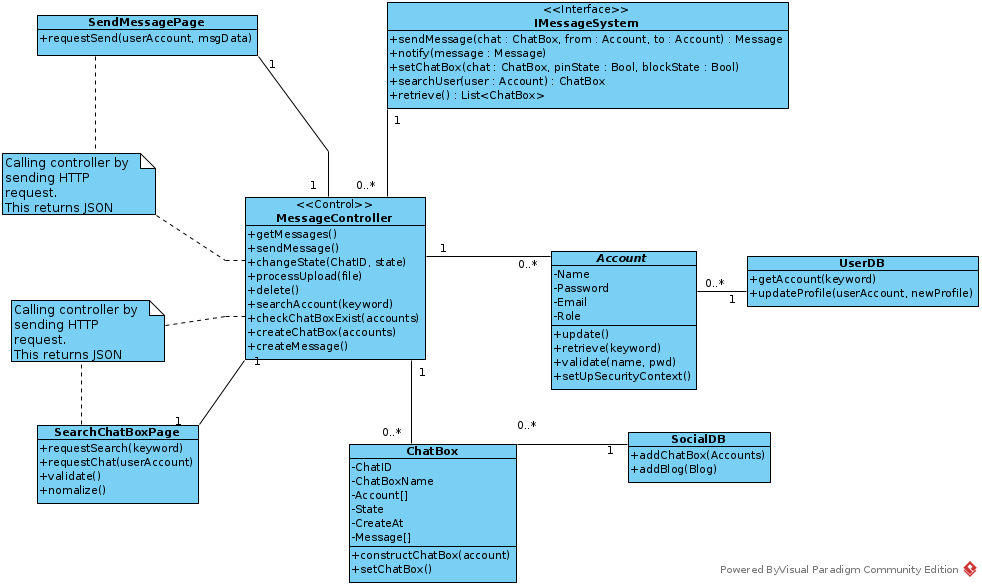 SendMessagePage
+requestSend(userAccount, msgData)
<<Interface>>
IMessageSystem
+sendMessage(chat : ChatBox, from : Account, to : Account) : Message
+notify(message : Message)
+setChatBox(chat : ChatBox, pinState : Bool, blockState : Bool)
+searchUser(user : Account) : ChatBox
+retrieve() : List<ChatBox>
1
1
1
0..*
Calling controller by
sending HTTP
request.
This returns JSON
<<Control>>
MessageController
+getMessages()
+sendMessage()
+changeState(ChatID, state)
+processUpload(file)
+delete()
+searchAccount(keyword)
+checkChatBoxExist(accounts)
+createChatBox(accounts)
+createMessage()
1
0..*
Account
-Name
-Password
-Email
-Role
+update()
+retrieve(keyword)
+validate(name, pwd)
+setUpSecurityContext()
0..*
1
UserDB
+getAccount(keyword)
+updateProfile(userAccount, newProfile)
Calling controller by
sending HTTP
request.
This returns JSON
1
1
1
0..*
SearchChatBoxPage
+requestSearch(keyword)
+requestChat(userAccount)
+validate()
+nomalize()
ChatBox
-ChatID
-ChatBoxName
-Account[]
-State
-CreateAt
-Message[]
+constructChatBox(account)
+setChatBox()
0..*
1
SocialDB
+addChatBox(Accounts)
+addBlog(Blog)
Powered ByVisual Paradigm Community Edition